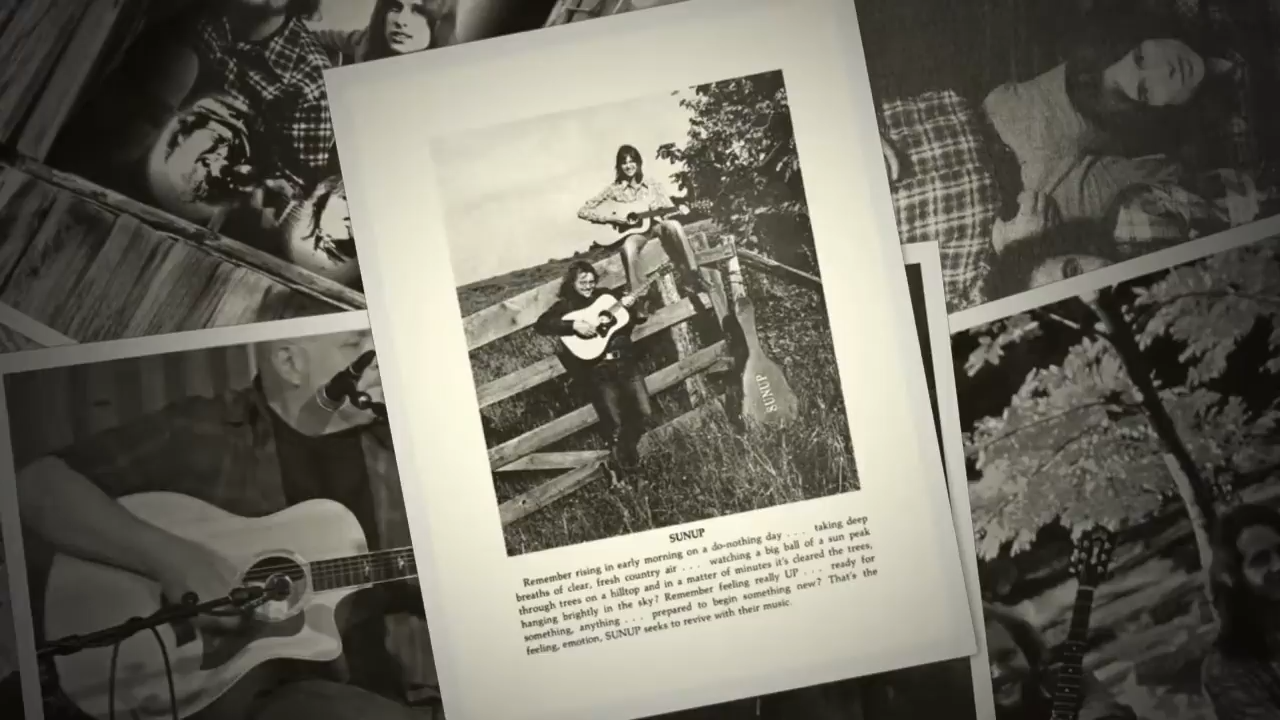 SUNUP
SUNUP
Remember rising in early morning on a do-nothing day . . . taking deep
breaths of clear, fresh country air . . . watching a big ball of a sun peak
through trees on a hilltop and in a matter of minutes it's cleared the trees,
hanging brightly in the sky? Remember feeling really UP . . . ready for
something, anything . . . prepared to begin something new? That's the
feeling, emotion, SUNUP seeks to revive with their music.